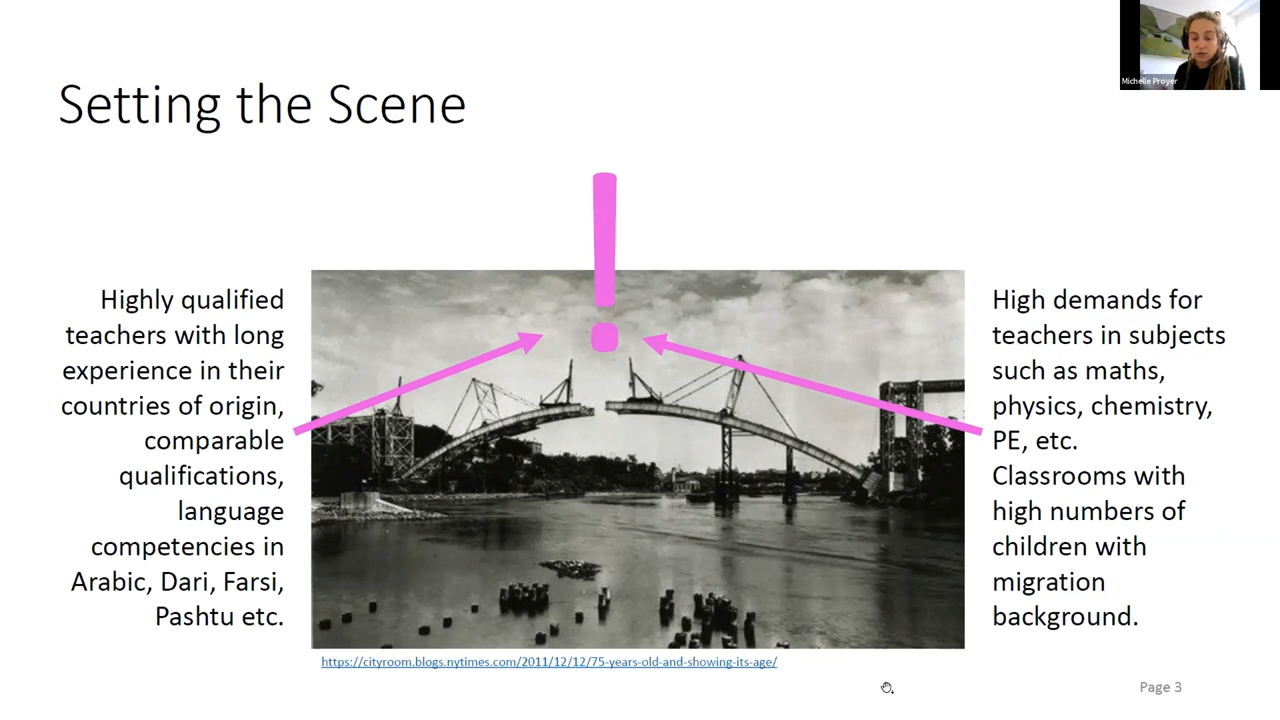 Michelle Proyer
Setting the Scene
Highly qualified
teachers with long
experience in their
countries of origin,
comparable
qualifications,
language
competencies in
Arabic, Dari, Farsi,
Pashtu etc.
!
High demands for
teachers in subjects
such as maths,
physics, chemistry,
PE, etc.
Classrooms with
high numbers of
children with
migration
background.
https://cityroom.blogs.nytimes.com/2011/12/12/75-years-old-and-showing-its-age/
Page 3